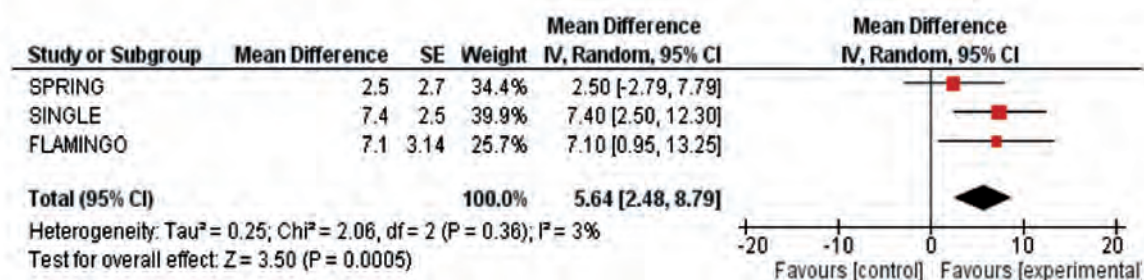 Mean Difference Mean Difference
Study or Subgroup Mean Difference SE Weight IV, Random, 95% CI IV, Random, 95% CI
SPRING 2.5 2.7 34.4% 2.50 [-2.79, 7.79]
SINGLE 7.4 2.5 39.9% 7.40 [2.50, 12.30]
FLAMINGO 7.1 3.14 25.7% 7.10 [0.95, 13.25]
Total (95% CI) 100.0% 5.64 [2.48, 8.79]
Heterogeneity: Tau² = 0.25; Chi² = 2.06, df = 2 (P = 0.36); I² = 3%
Test for overall effect: Z = 3.50 (P = 0.0005)
-20 -10 0 10 20
Favours [control] Favours [experimental]